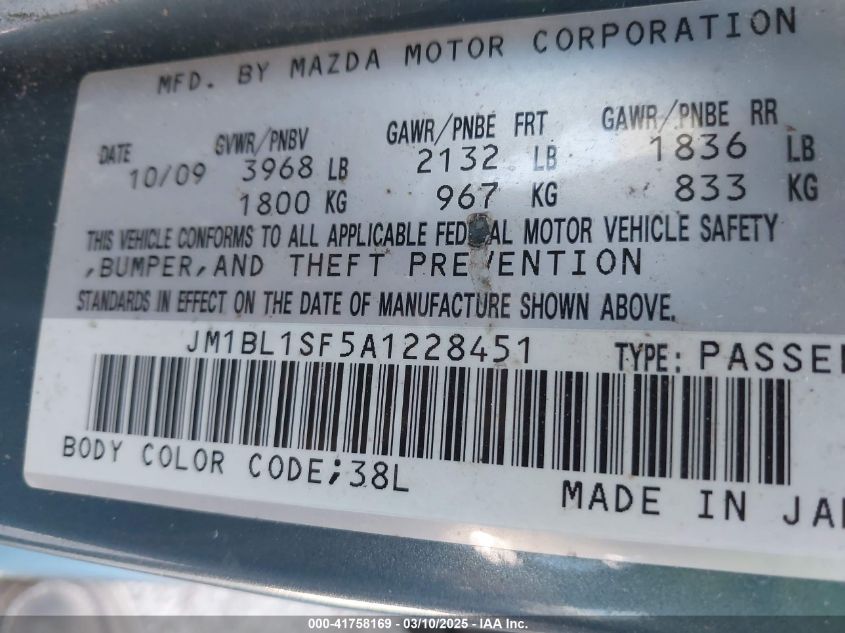 MFD. BY MAZDA MOTOR CORPORATION
DATE GVWR/PNBV GAWR/PNBE FRT GAWR/PNBE RR
10/09 3968 LB 2132 LB 1836 LB
1800 KG 967 KG 833 KG
THIS VEHICLE CONFORMS TO ALL APPLICABLE FEDERAL MOTOR VEHICLE SAFETY
,BUMPER,AND THEFT PREVENTION
STANDARDS IN EFFECT ON THE DATE OF MANUFACTURE SHOWN ABOVE.
JM1BL1SF5A1228451 TYPE: PASSE
BODY COLOR CODE;38L
MADE IN JA
000-41758169 - 03/10/2025 - IAA Inc.